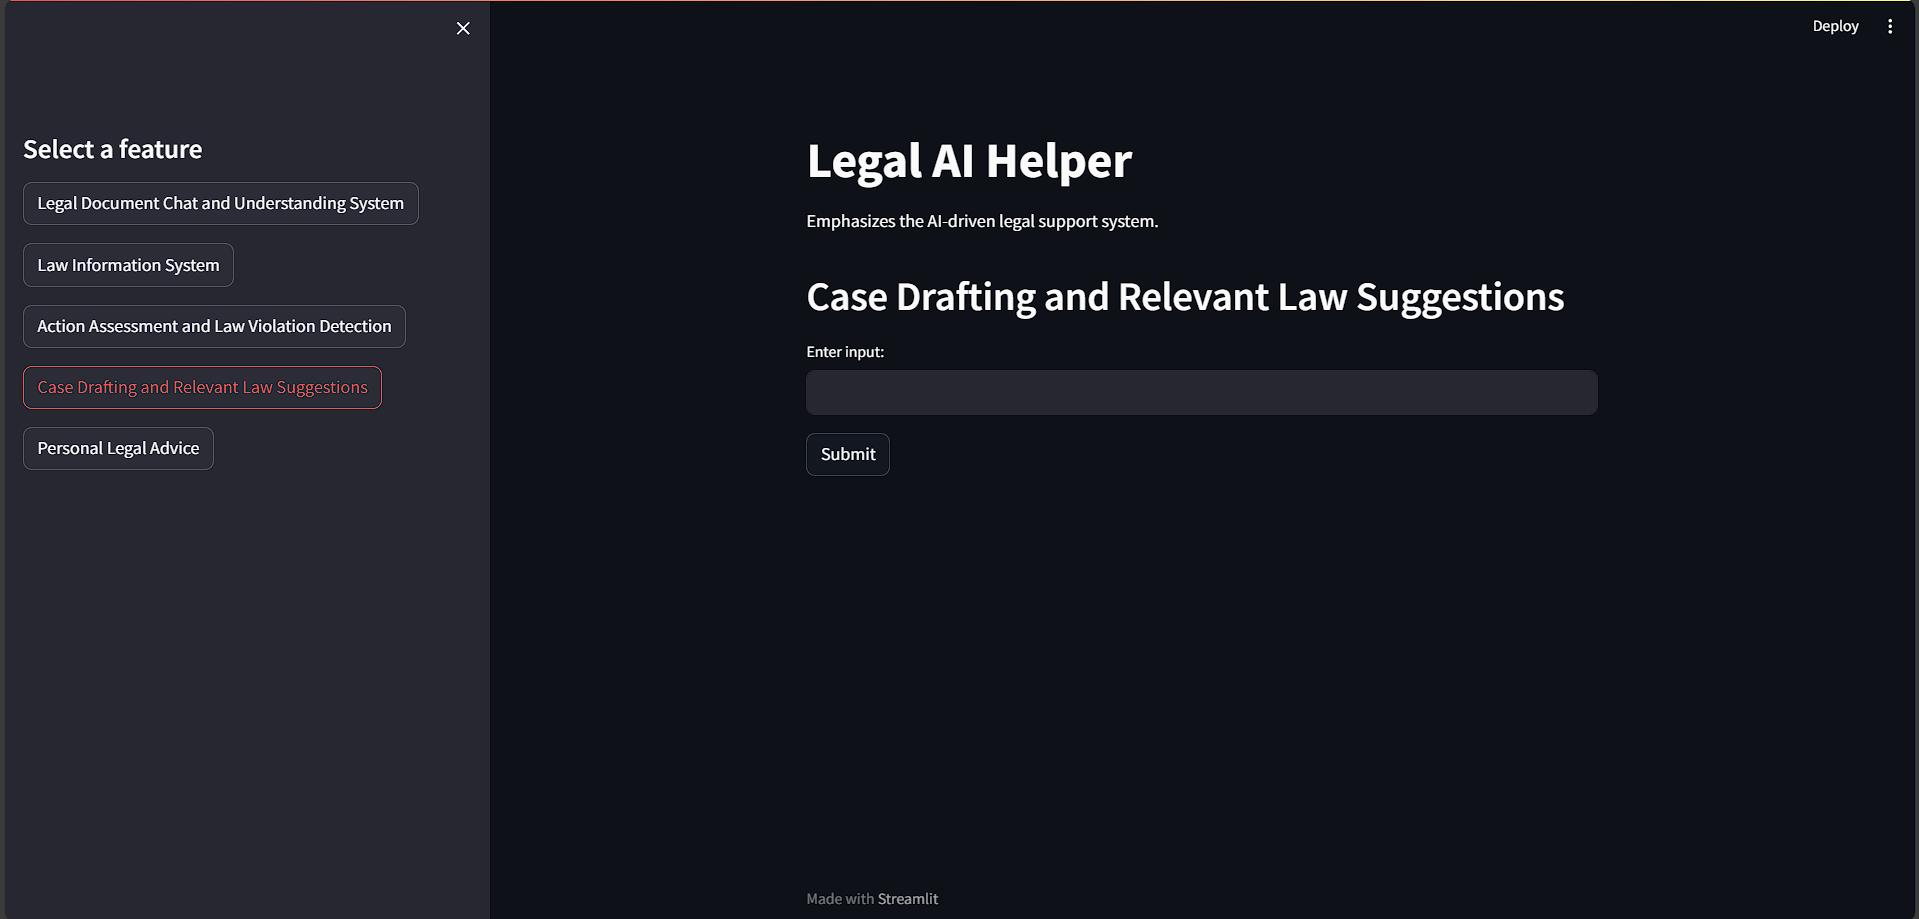 Select a feature
Legal Document Chat and Understanding System
Law Information System
Action Assessment and Law Violation Detection
Case Drafting and Relevant Law Suggestions
Personal Legal Advice
Deploy
Legal AI Helper
Emphasizes the AI-driven legal support system.
Case Drafting and Relevant Law Suggestions
Enter input:
Submit
Made with Streamlit